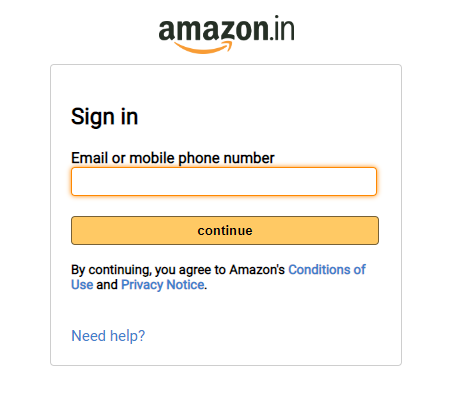 amazon.in
Sign in
Email or mobile phone number
continue
By continuing, you agree to Amazon's Conditions of
Use and Privacy Notice.
Need help?